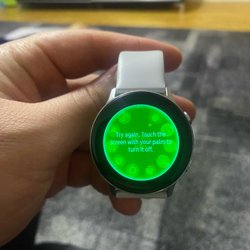 Try again. Touch the
screen with your palm to
turn it off.